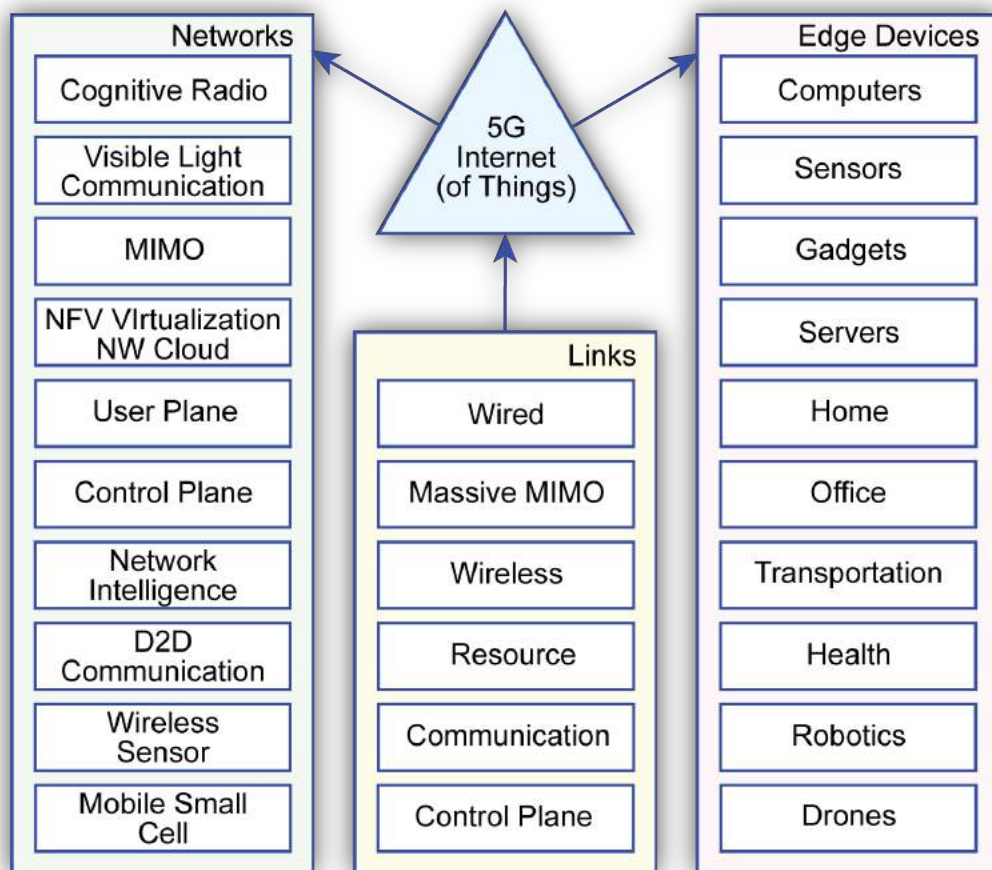 Networks
Cognitive Radio
Visible Light
Communication
MIMO
NFV VIrtualization
NW Cloud
User Plane
Control Plane
Network
Intelligence
D2D
Communication
Wireless
Sensor
Mobile Small
Cell
5G
Internet
(of Things)
Links
Wired
Massive MIMO
Wireless
Resource
Communication
Control Plane
Edge Devices
Computers
Sensors
Gadgets
Servers
Home
Office
Transportation
Health
Robotics
Drones